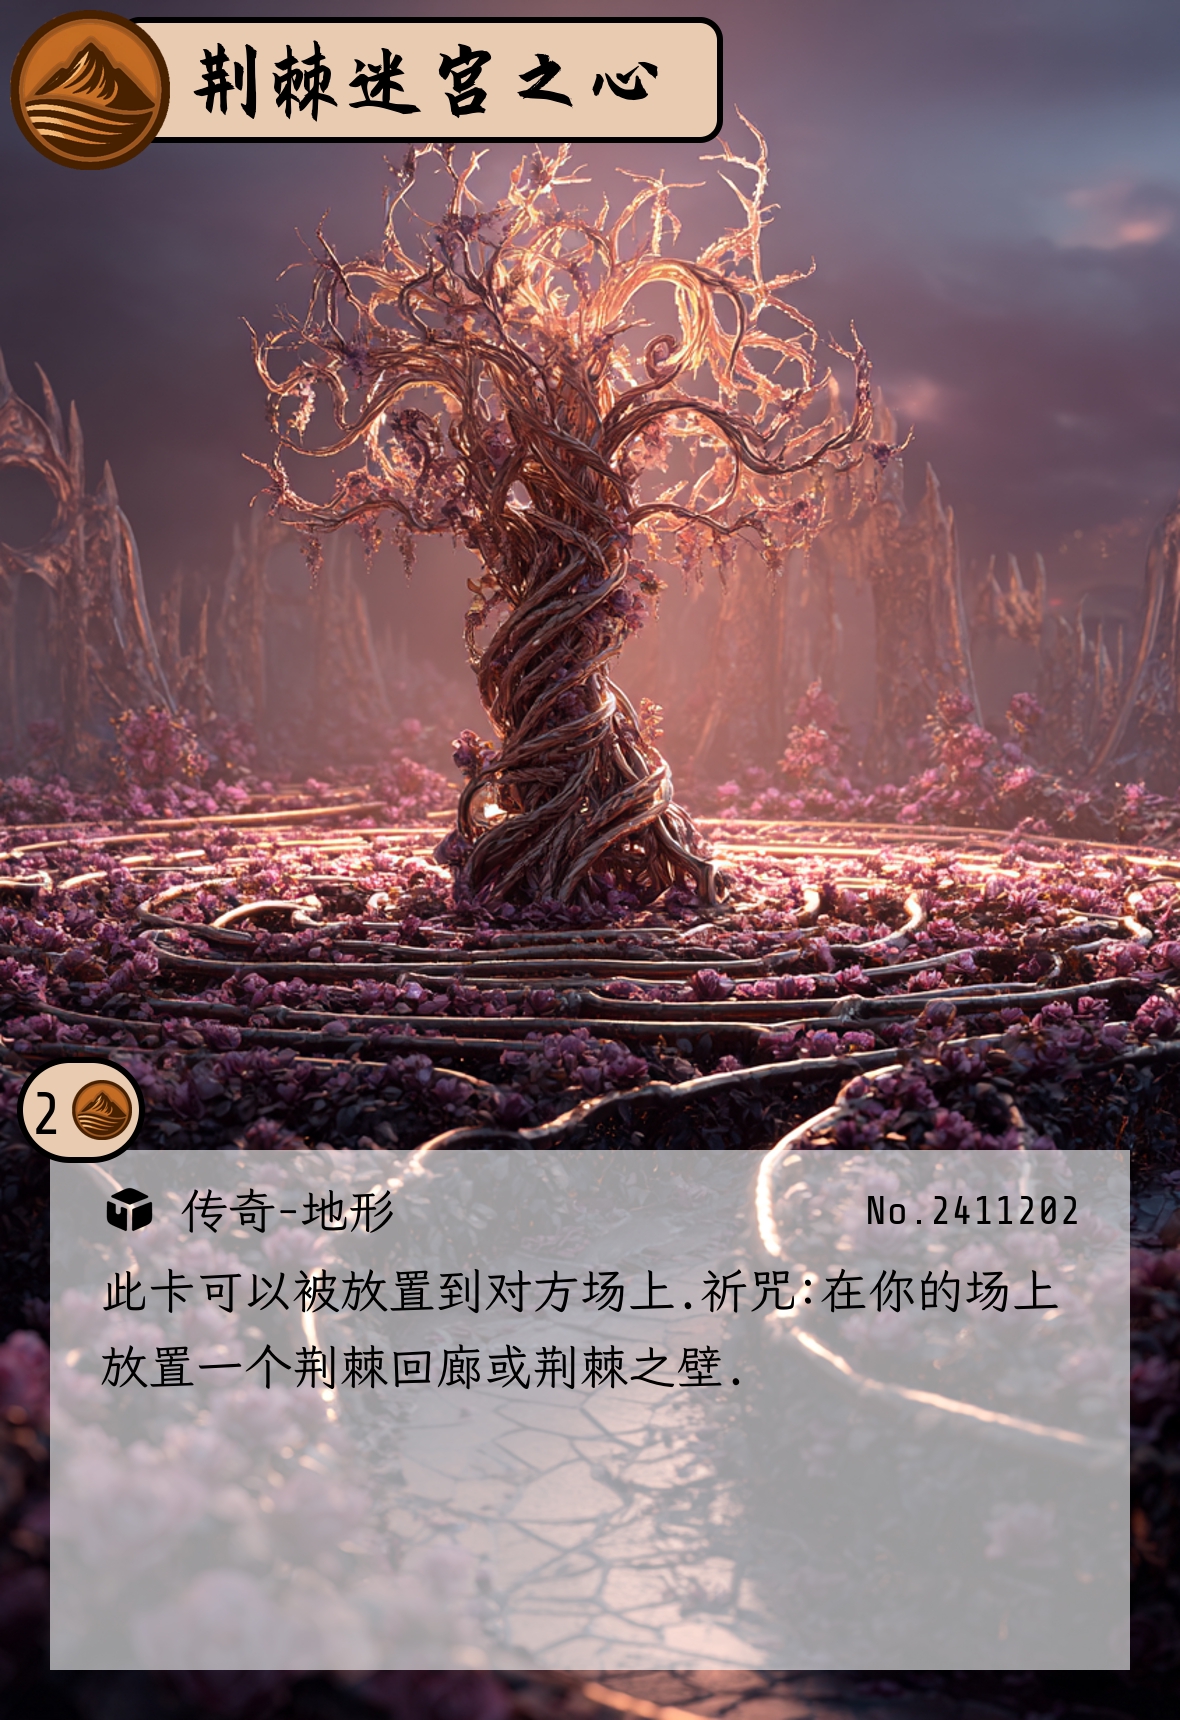 荆棘迷宫之心
2
传奇-地形
No.2411202
此卡可以被放置到对方场上.祈咒:在你的场上
放置一个荆棘回廊或荆棘之壁.